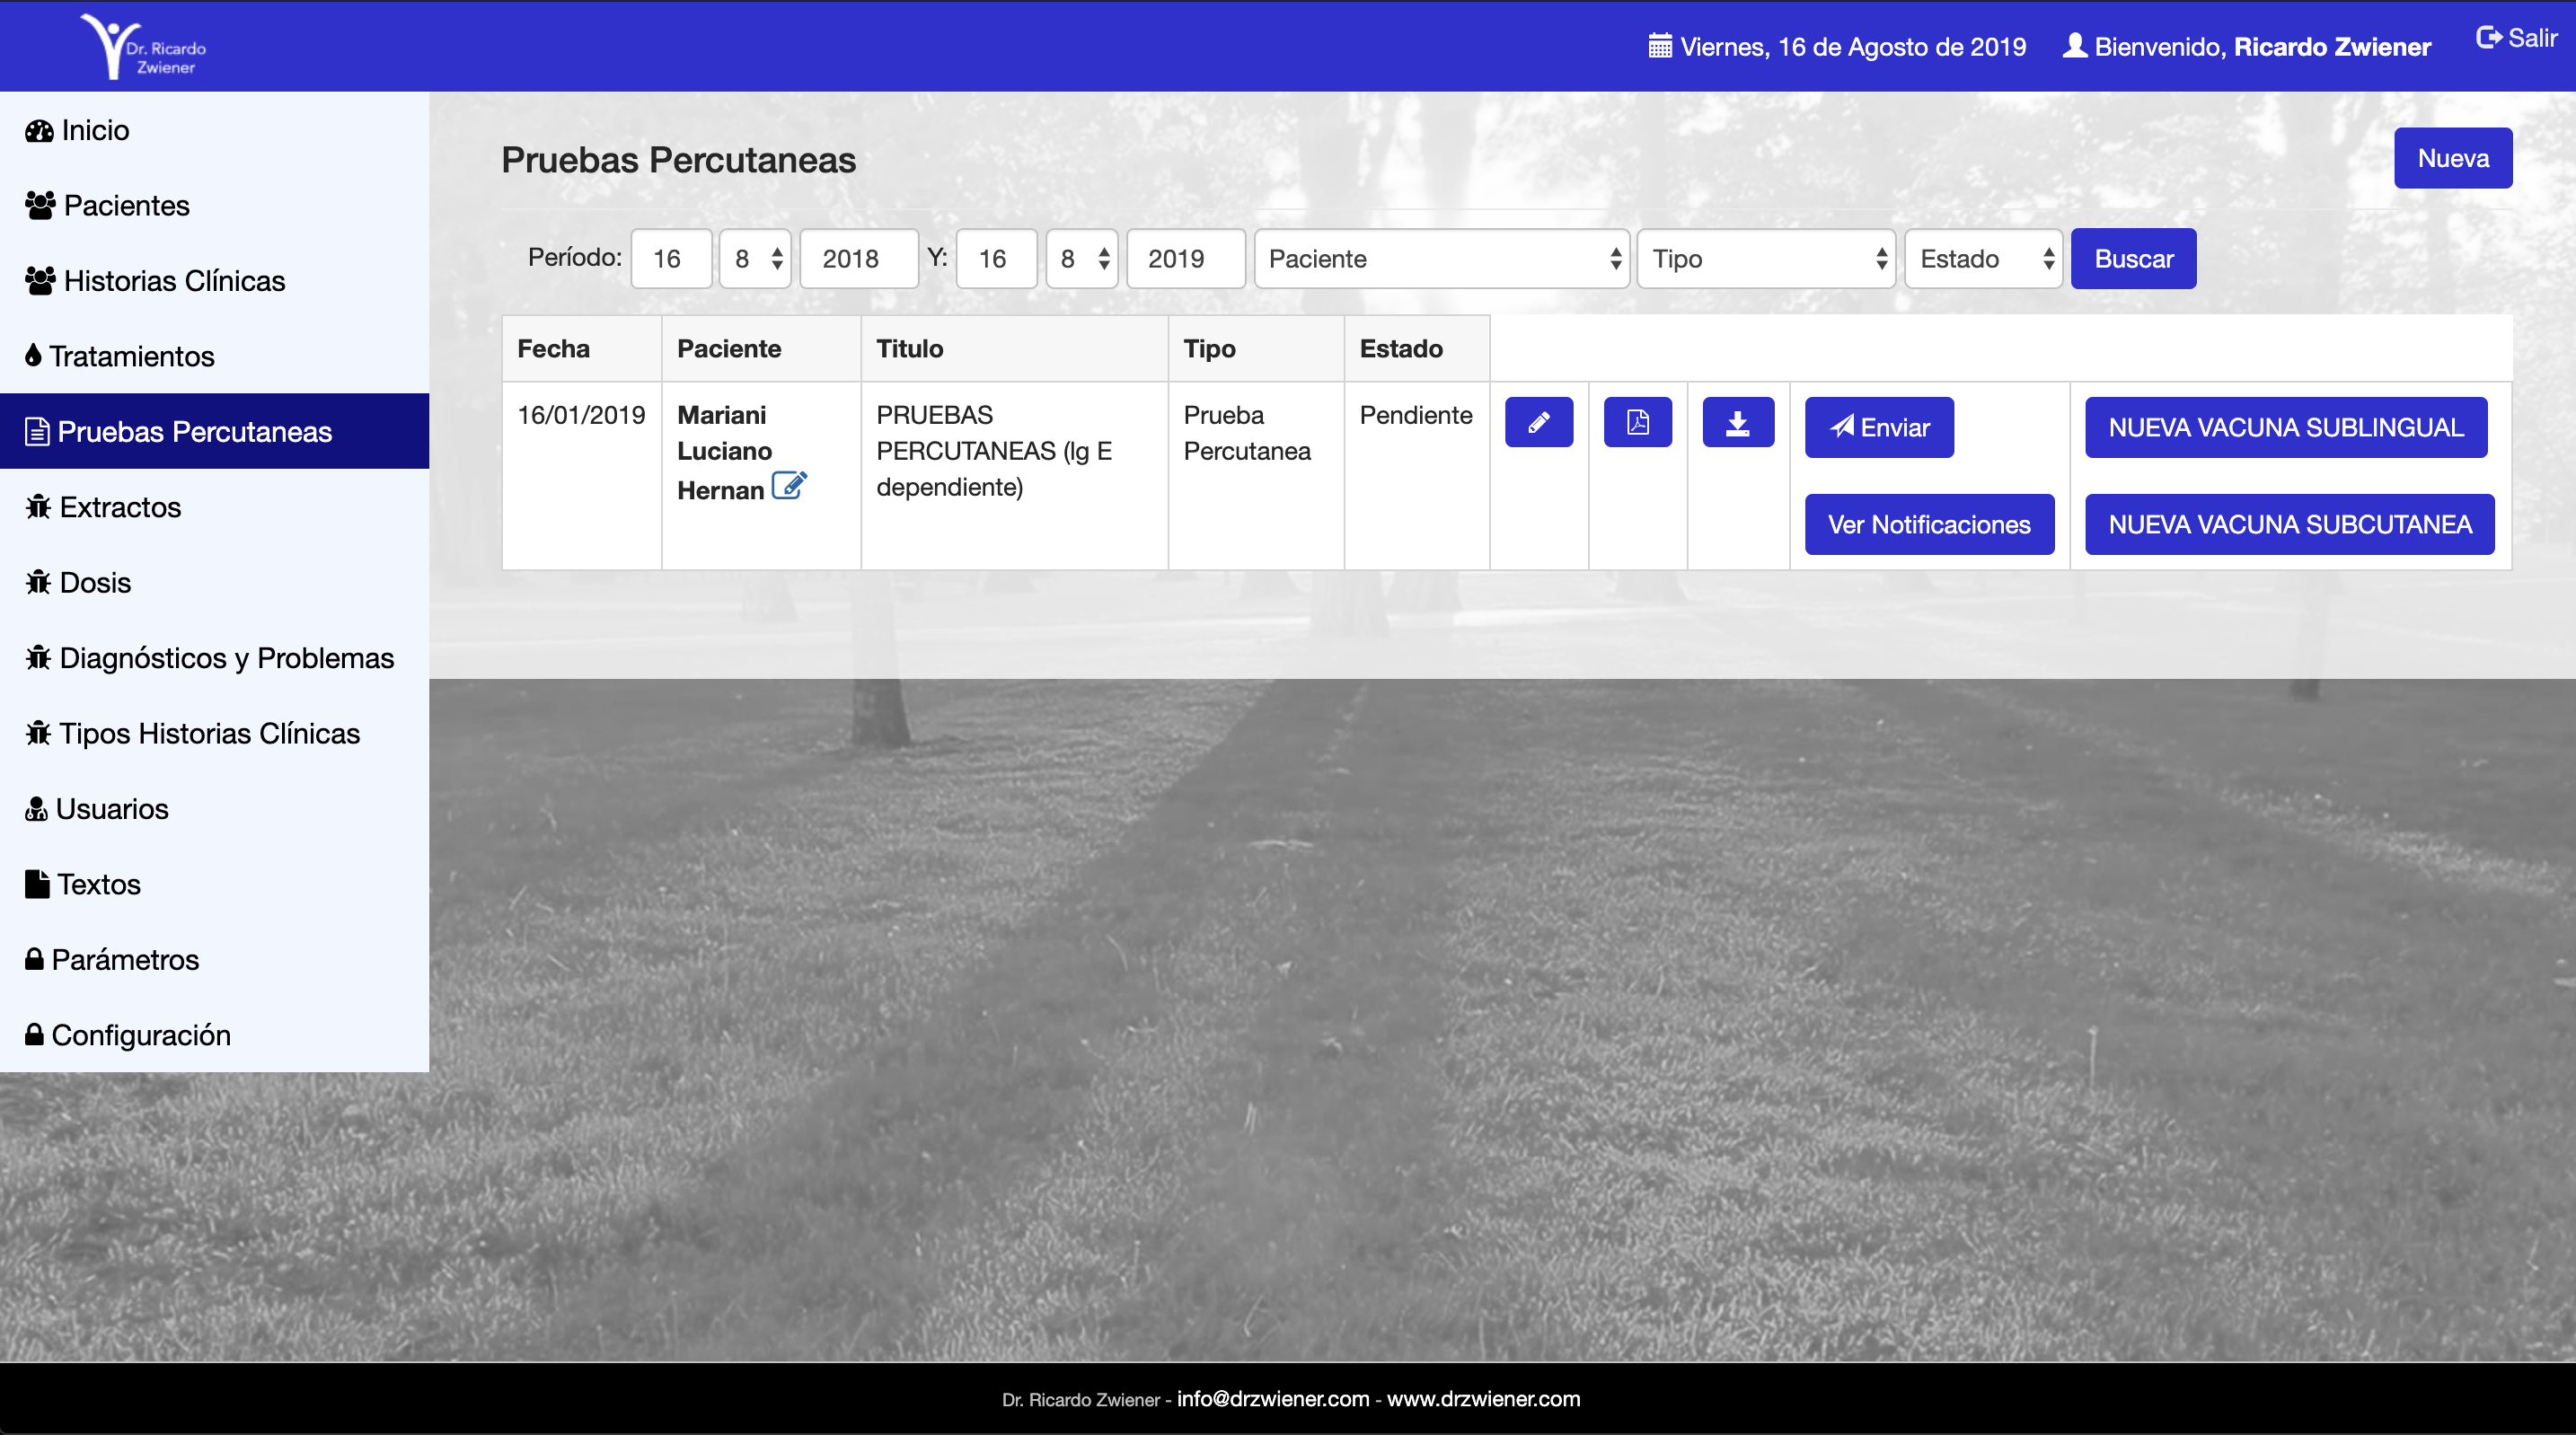 Dr. Ricardo
Zwiener
Viernes, 16 de Agosto de 2019
Bienvenido, Ricardo Zwiener
Salir
Inicio
Pacientes
Historias Clínicas
Tratamientos
Pruebas Percutaneas
Extractos
Dosis
Diagnósticos y Problemas
Tipos Historias Clínicas
Usuarios
Textos
Parámetros
Configuración
Pruebas Percutaneas
Nueva
Período: 16 8 2018 Y: 16 8 2019 Paciente Tipo Estado Buscar
Fecha Paciente Titulo Tipo Estado
16/01/2019
Mariani
Luciano
Hernan
PRUEBAS
PERCUTANEAS (Ig E
dependiente)
Prueba
Percutanea
Pendiente
Enviar
Ver Notificaciones
NUEVA VACUNA SUBLINGUAL
NUEVA VACUNA SUBCUTANEA
Dr. Ricardo Zwiener - info@drzwiener.com - www.drzwiener.com